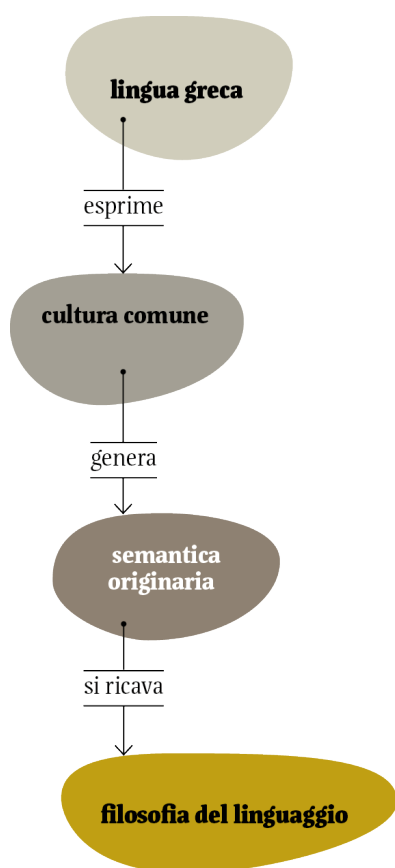 lingua greca
esprime
cultura comune
genera
semantica
originaria
si ricava
filosofia del linguaggio